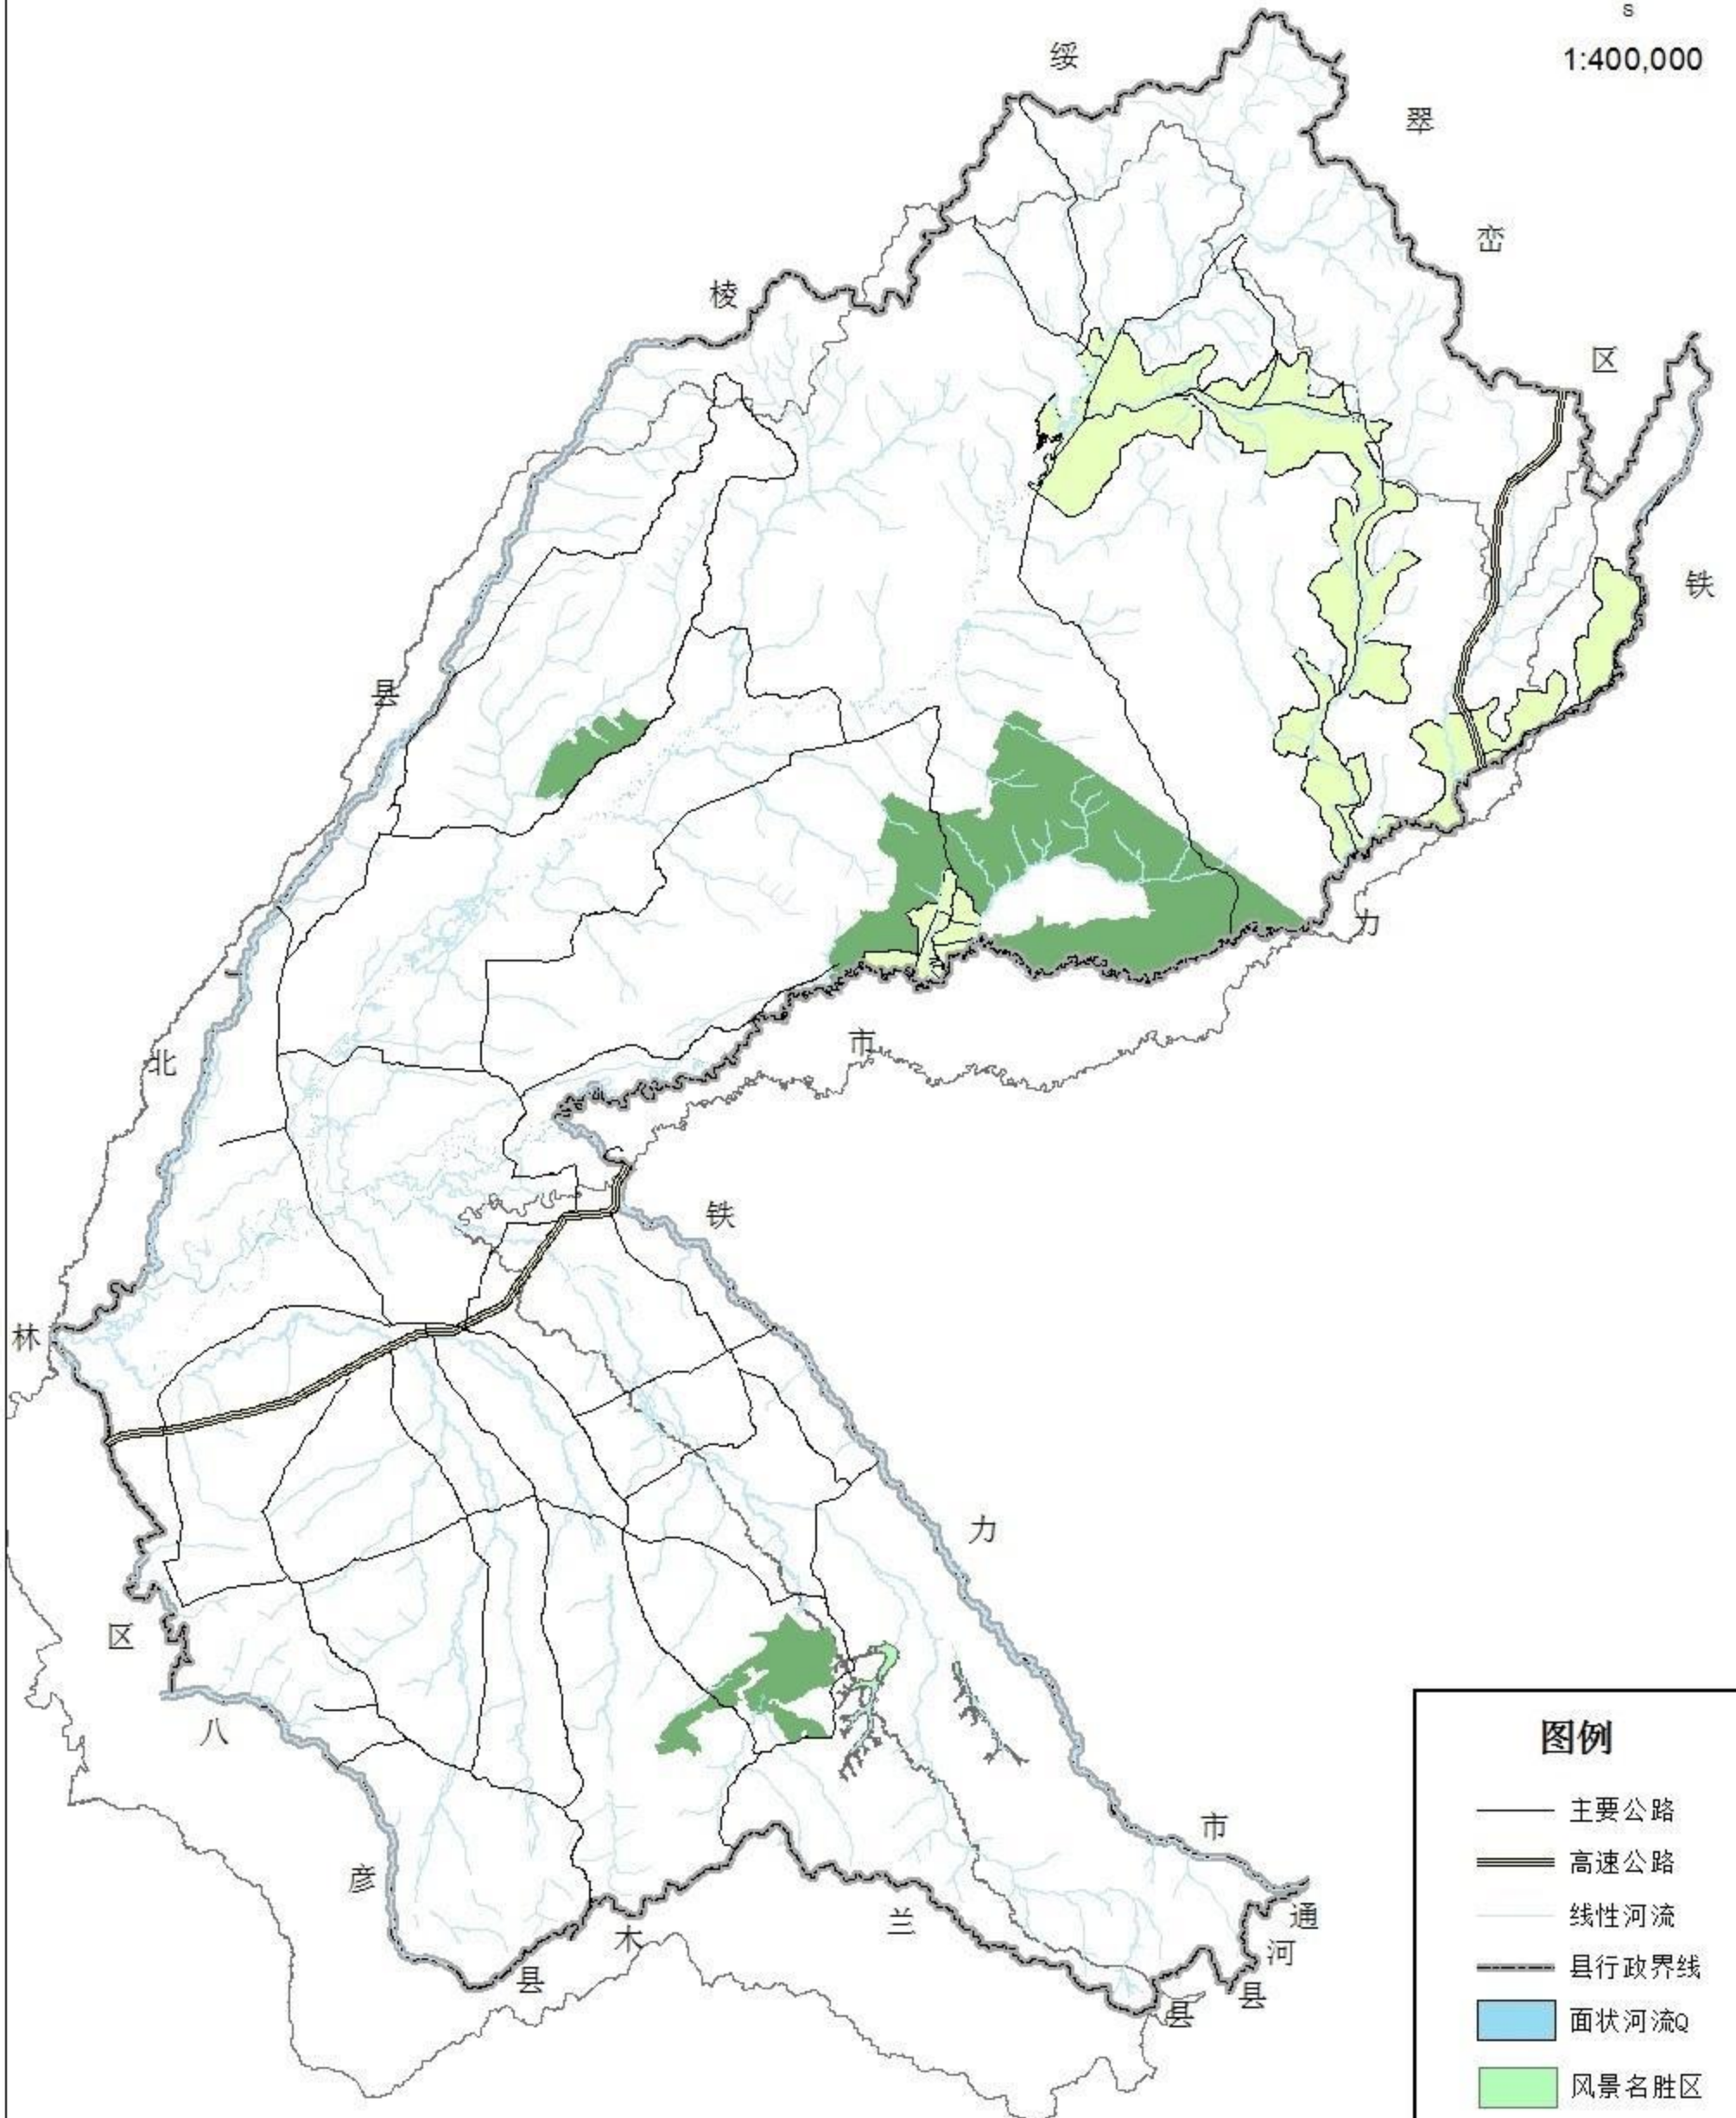 s
1:400,000
绥
棱
县
翠
峦
区
铁
力
市
北
林
区
铁
力
市
八
彦
县
木
兰
县
通
河
县
图例
主要公路
高速公路
线性河流
县行政界线
面状河流Q
风景名胜区